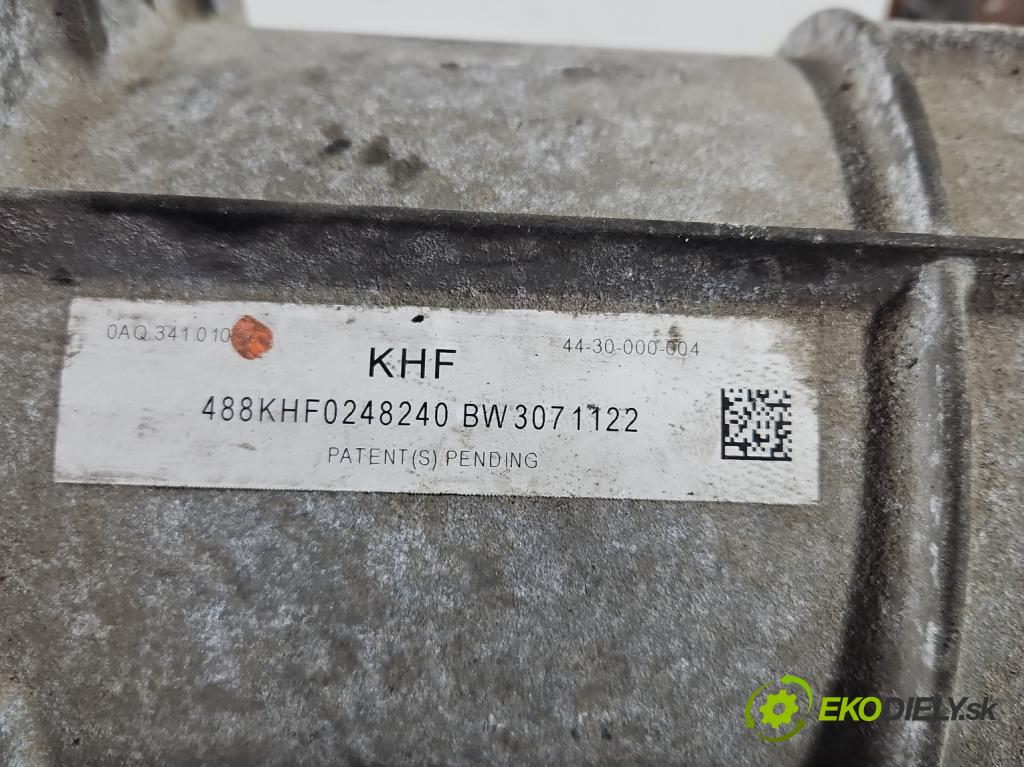 0AQ 341 010
44-30-000-004
KHF
488KHF0248240 BW3071122
PATENT(S) PENDING
EKODIELY.sk